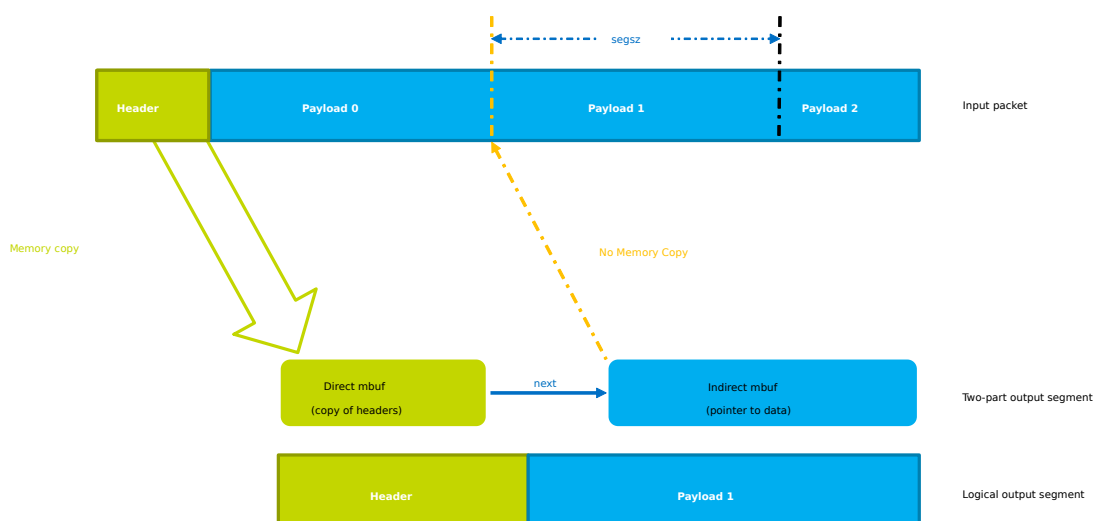 segsz
Header
Payload 0
Payload 1
Payload 2
Input packet
Memory copy
No Memory Copy
Direct mbuf
(copy of headers)
next
Indirect mbuf
(pointer to data)
Two-part output segment
Header
Payload 1
Logical output segment